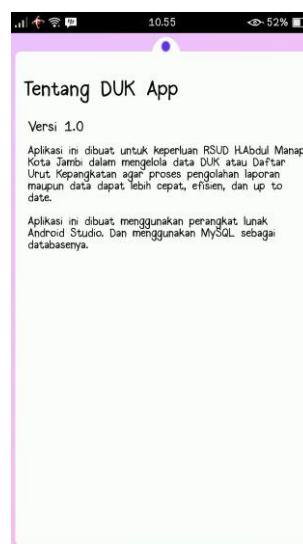 10.55
52%
Tentang DUK App
Versi 1.0
Aplikasi ini dibuat untuk keperluan RSUD H.Abdul Manap
Kota Jambi dalam mengelola data DUK atau Daftar
Urut Kepangkatan agar proses pengolahan laporan
maupun data dapat lebih cepat, efisien, dan up to
date.
Aplikasi ini dibuat menggunakan perangkat lunak
Android Studio. Dan menggunakan MySQL sebagai
databasenya.